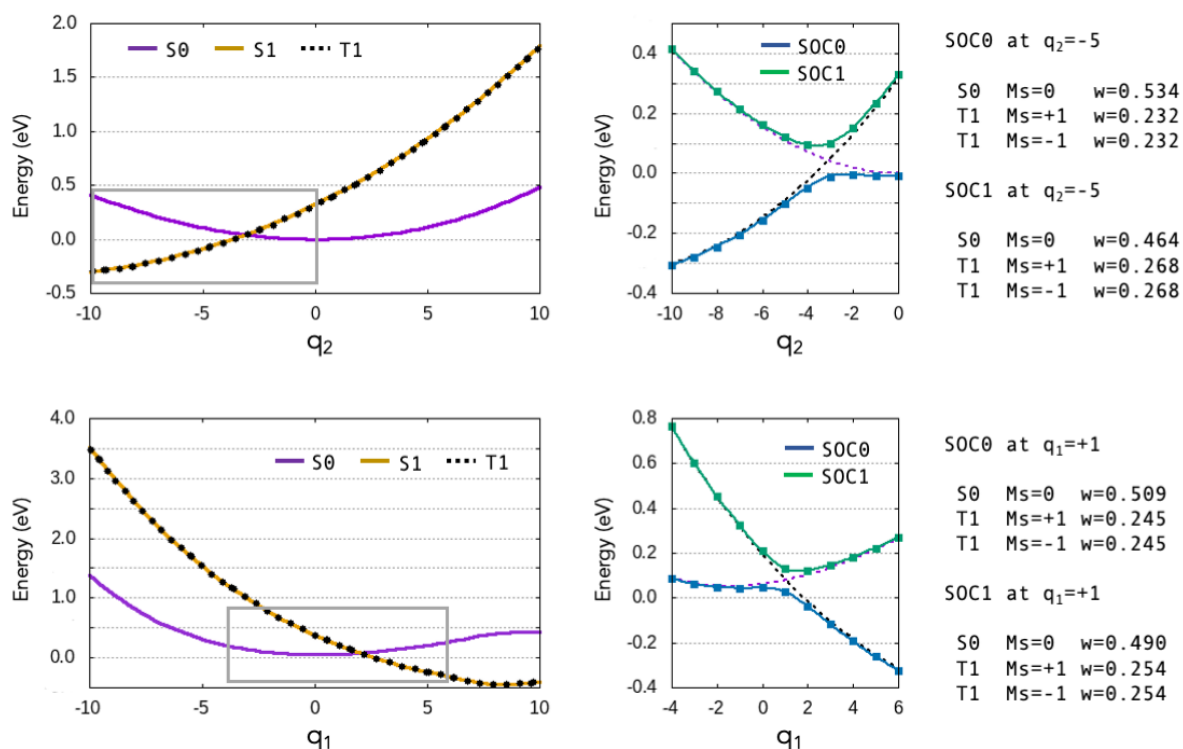 2.0
1.5
1.0
0.5
0.0
-0.5
Energy (eV)
S0 S1 T1
-10 -5 0 5 10
q2
0.4
0.2
0.0
-0.2
-0.4
Energy (eV)
SOC0
SOC1
-10 -8 -6 -4 -2 0
q2
SOC0 at q2=-5
S0 Ms=0 w=0.534
T1 Ms=+1 w=0.232
T1 Ms=-1 w=0.232
SOC1 at q2=-5
S0 Ms=0 w=0.464
T1 Ms=+1 w=0.268
T1 Ms=-1 w=0.268
4.0
3.0
2.0
1.0
0.0
Energy (eV)
S0 S1 T1
-10 -5 0 5 10
q1
0.8
0.6
0.4
0.2
0.0
-0.2
-0.4
Energy (eV)
SOC0
SOC1
-4 -2 0 2 4 6
q1
SOC0 at q1=+1
S0 Ms=0 w=0.509
T1 Ms=+1 w=0.245
T1 Ms=-1 w=0.245
SOC1 at q1=+1
S0 Ms=0 w=0.490
T1 Ms=+1 w=0.254
T1 Ms=-1 w=0.254